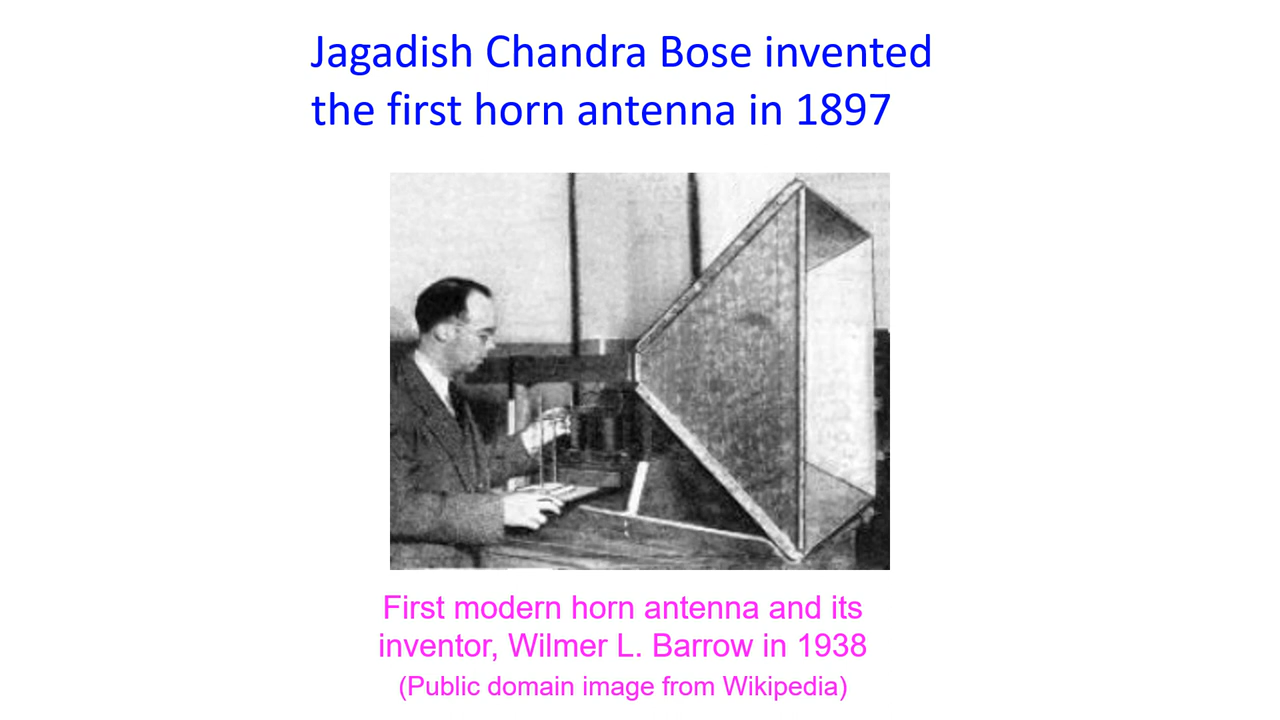 Jagadish Chandra Bose invented
the first horn antenna in 1897
First modern horn antenna and its
inventor, Wilmer L. Barrow in 1938
(Public domain image from Wikipedia)